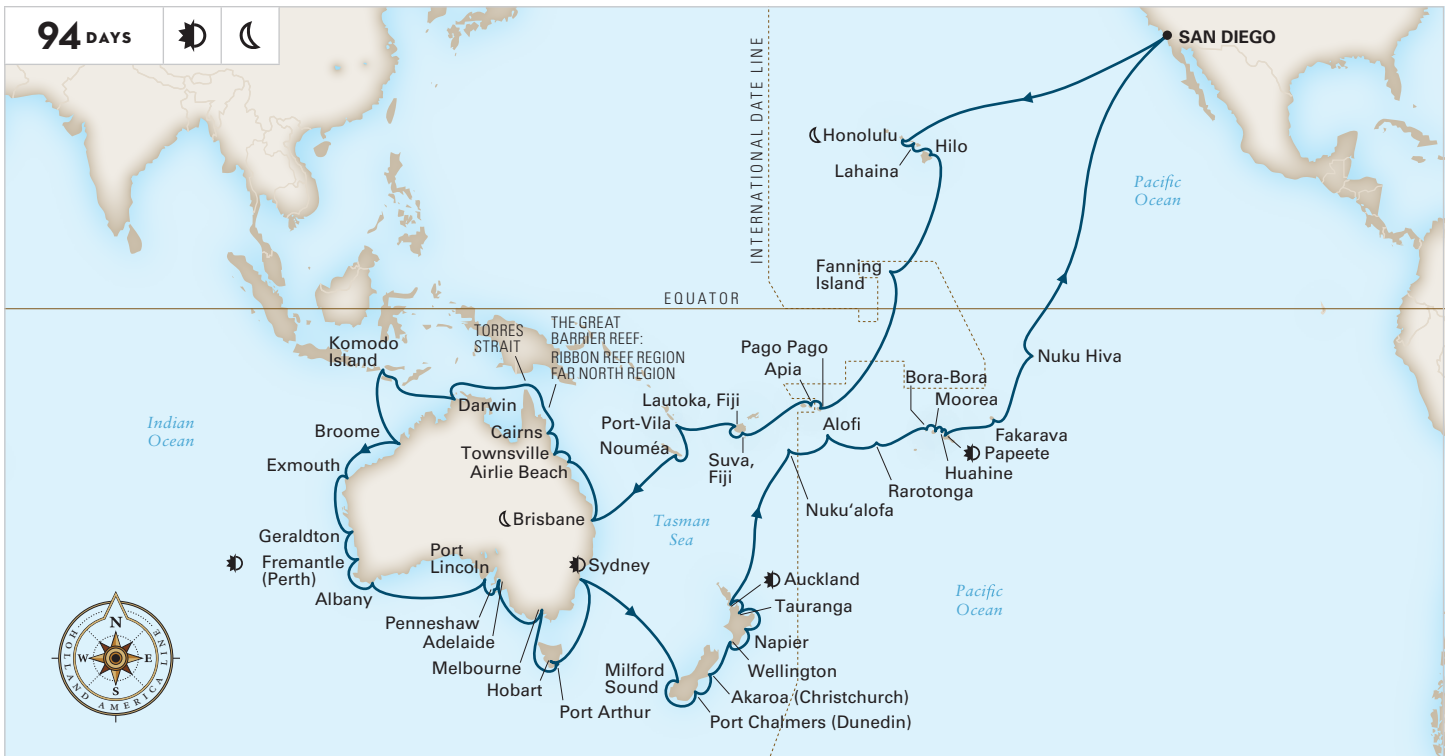 94 DAYS
INTERNATIONAL DATE LINE
SAN DIEGO
Honolulu
Hilo
Lahaina
Pacific
Ocean
Fanning
Island
EQUATOR
TORRES
STRAIT
THE GREAT
BARRIER REEF:
RIBBON REEF REGION
FAR NORTH REGION
Komodo
Island
Pago Pago
Apia
Nuku Hiva
Bora-Bora
Moorea
Lautoka, Fiji
Darwin
Indian
Ocean
Broome
Cairns
Port-Vila
Alofi
Fakarava
Townsville
Nouméa
Papeete
Exmouth
Airlie Beach
Suva,
Fiji
Huahine
Rarotonga
Nuku‘alofa
Brisbane
Tasman
Sea
Geraldton
Port
Lincoln
Fremantle
(Perth)
Sydney
Auckland
Albany
Tauranga
Pacific
Ocean
Penneshaw
Adelaide
Napier
Melbourne
Milford
Sound
Wellington
Hobart
Akaroa (Christchurch)
Port Arthur
Port Chalmers (Dunedin)
N
W
E
S
HOLLAND AMERICA LINE